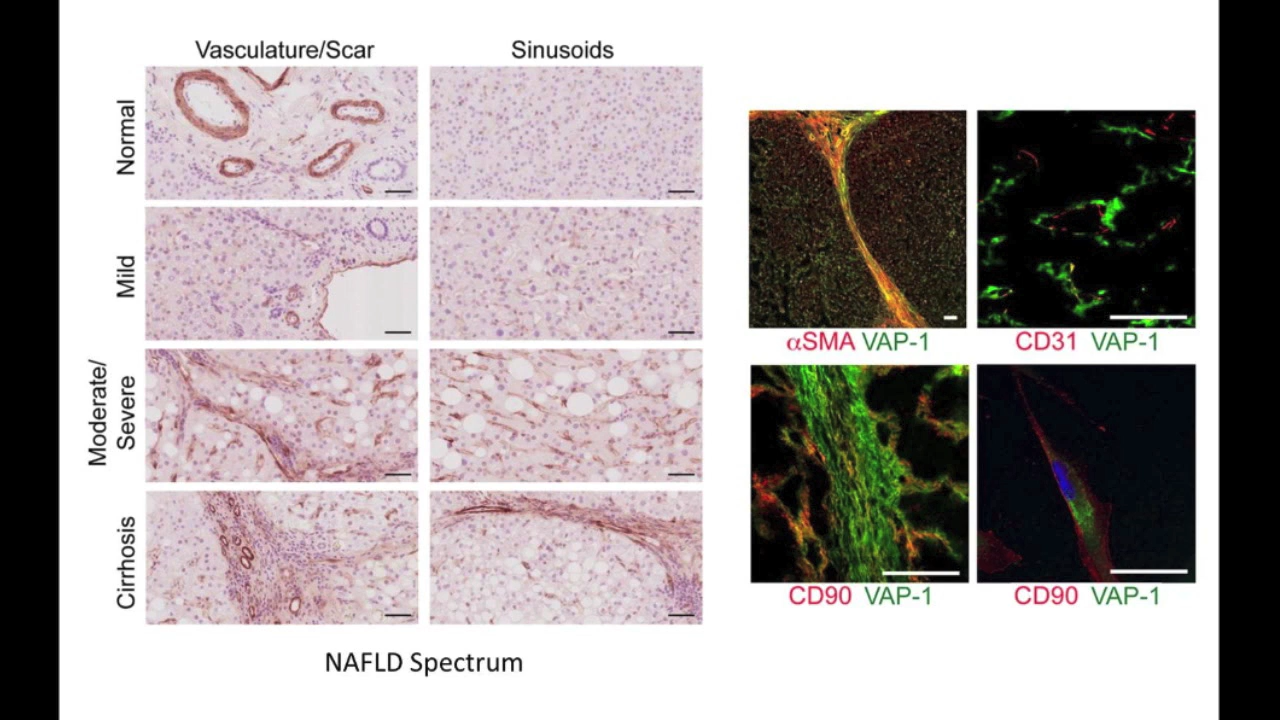 Vasculature/Scar
Sinusoids
Normal
Mild
Moderate/
Severe
Cirrhosis
NAFLD Spectrum
αSMA VAP-1
CD31 VAP-1
CD90 VAP-1
CD90 VAP-1